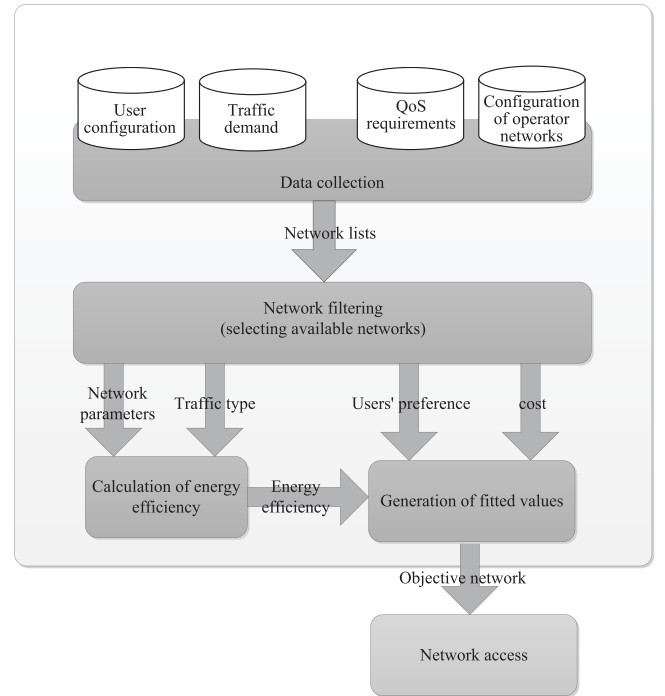 User
configuration
Traffic
demand
QoS
requirements
Configuration
of operator
networks
Data collection
Network lists
Network filtering
(selecting available networks)
Network
parameters
Traffic type
Users' preference
cost
Calculation of energy
efficiency
Energy
efficiency
Generation of fitted values
Objective network
Network access